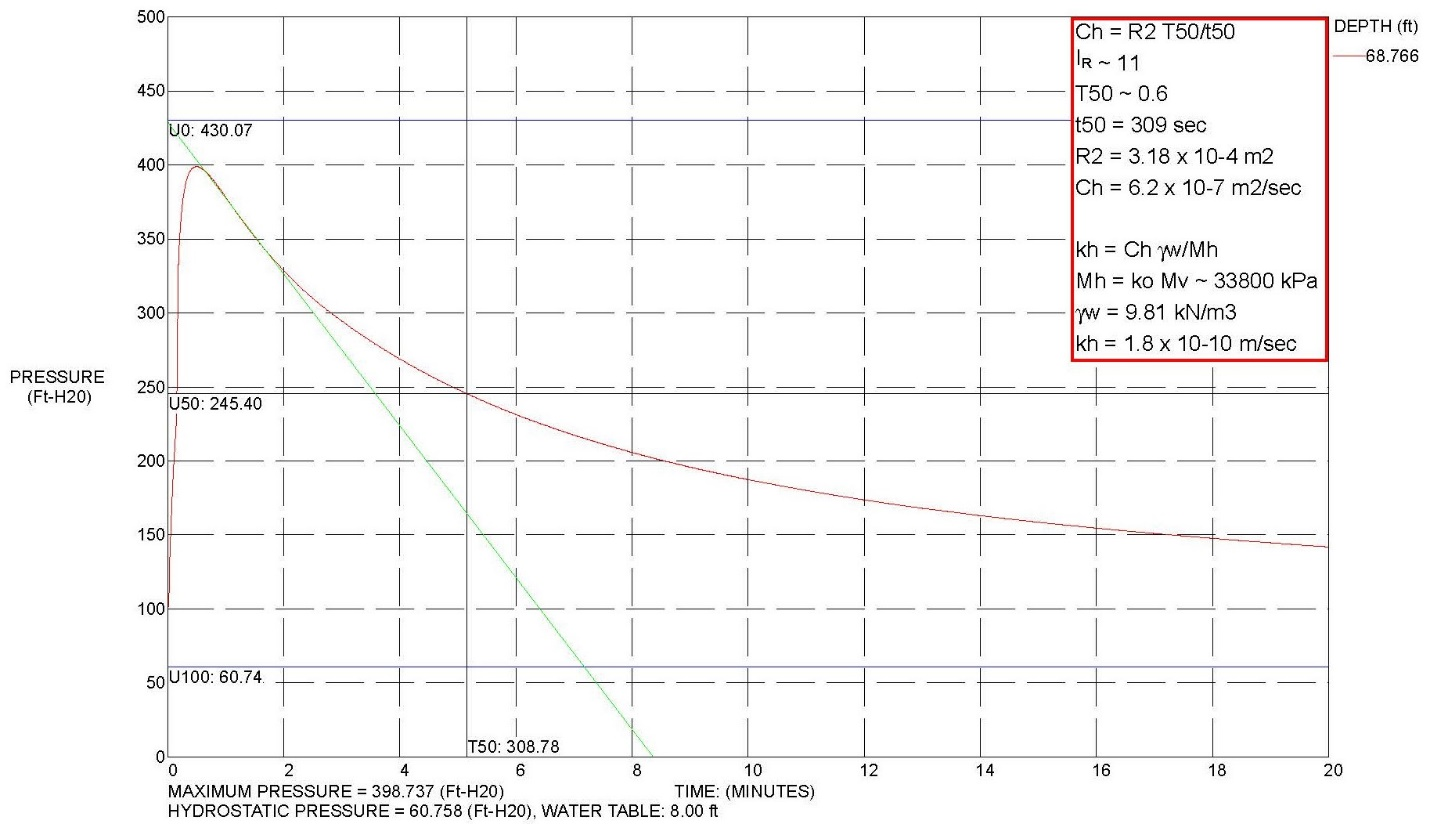 500
450
400
350
300
250
200
150
100
50
0
PRESSURE
(Ft-H20)
U0: 430.07
U50: 245.40
U100: 60.74
T50: 308.78
Ch = R2 T50/t50
IR ~ 11
T50 ~ 0.6
t50 = 309 sec
R2 = 3.18 x 10-4 m2
Ch = 6.2 x 10-7 m2/sec
kh = Ch γw/Mh
Mh = ko Mv ~ 33800 kPa
γw = 9.81 kN/m3
kh = 1.8 x 10-10 m/sec
DEPTH (ft)
68.766
0 2 4 6 8 10 12 14 16 18 20
MAXIMUM PRESSURE = 398.737 (Ft-H20) TIME: (MINUTES)
HYDROSTATIC PRESSURE = 60.758 (Ft-H20), WATER TABLE: 8.00 ft